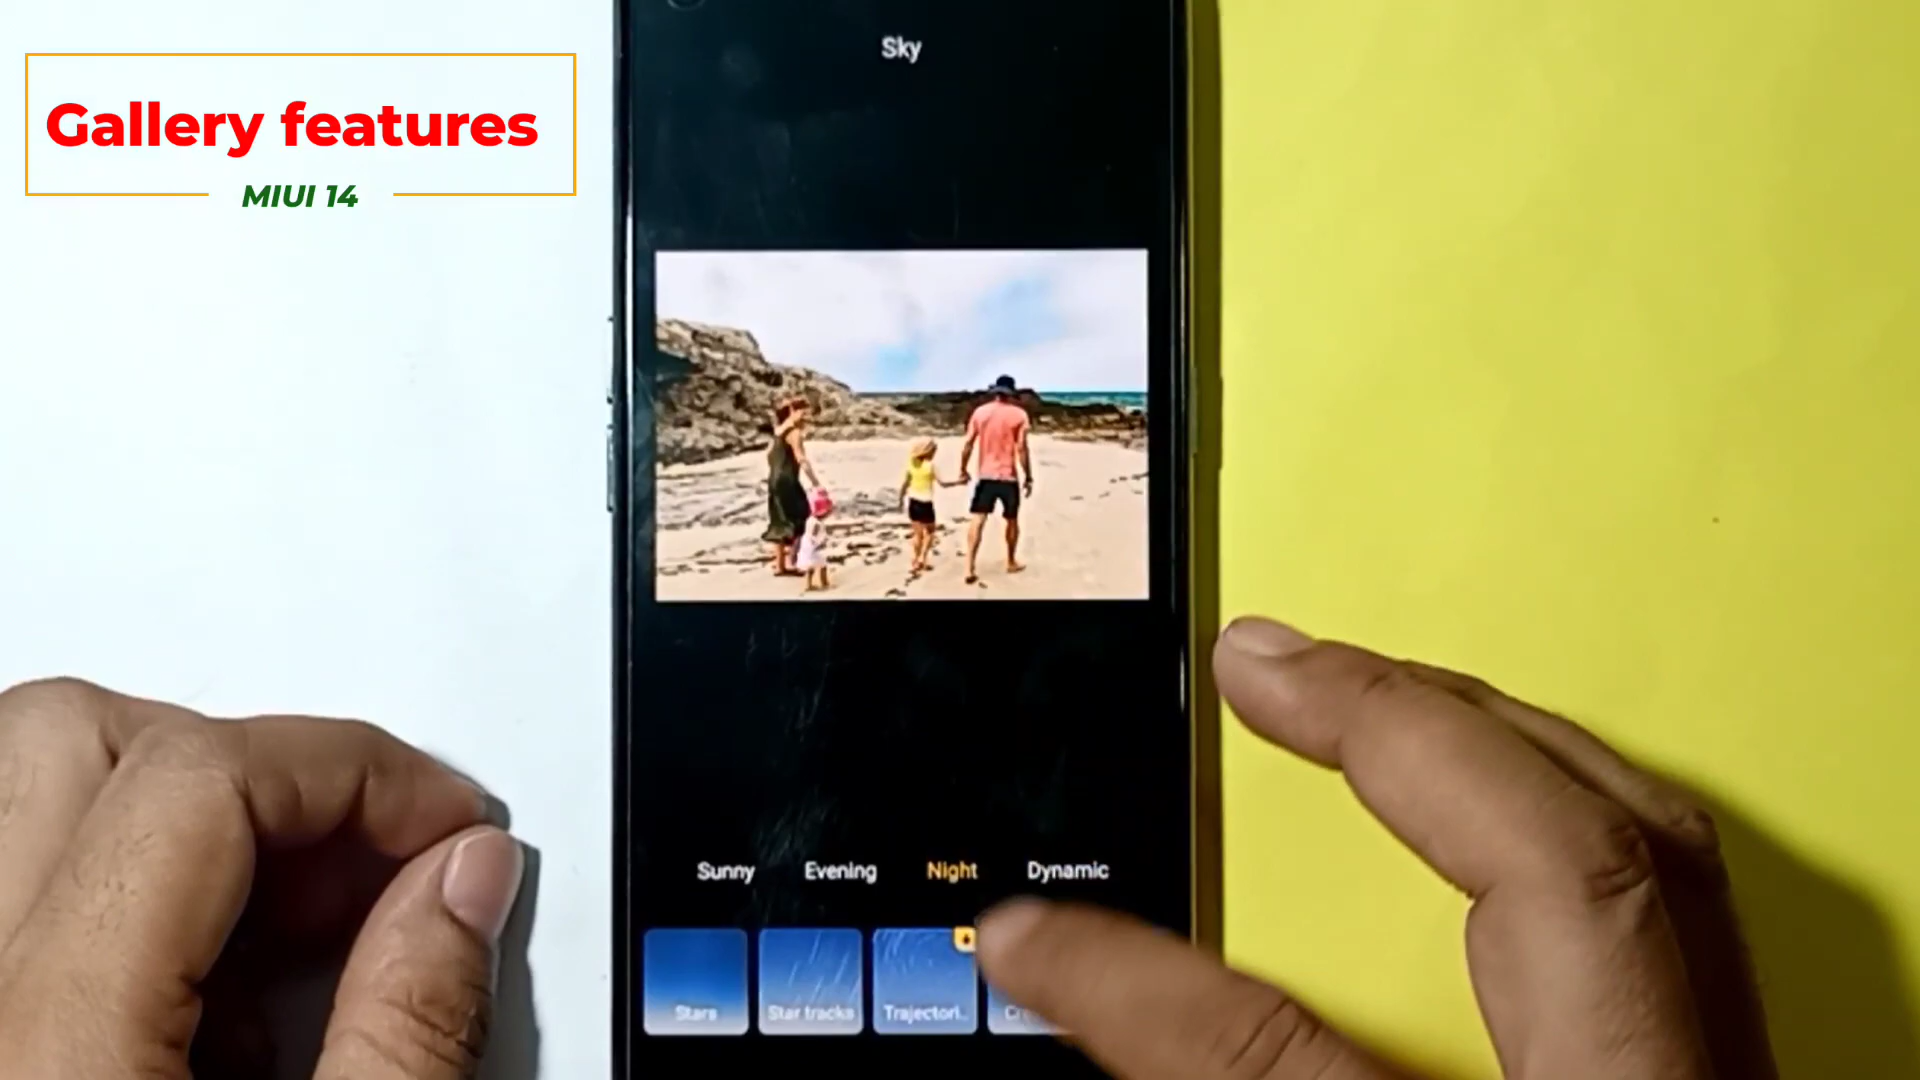 Gallery features
MIUI 14
Sky
Sunny Evening Night Dynamic
Stars Star tracks Trajectori..